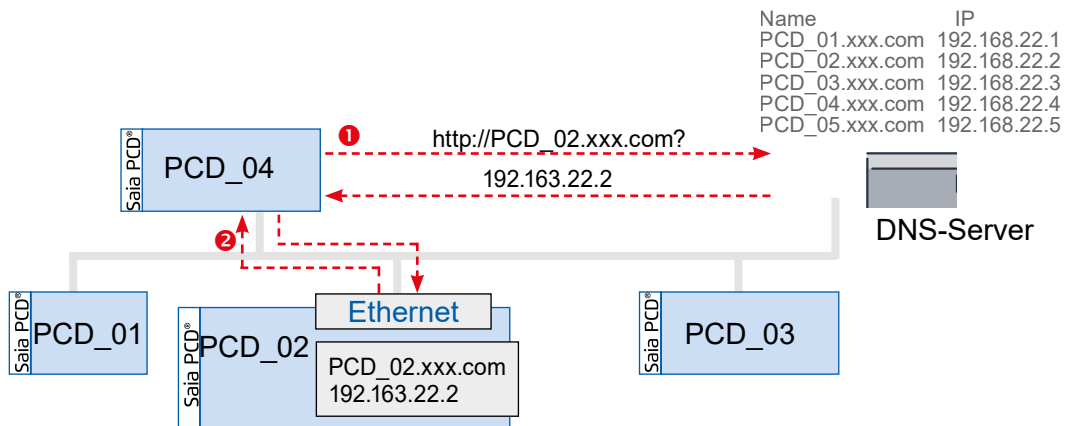 Name IP
PCD_01.xxx.com 192.168.22.1
PCD_02.xxx.com 192.168.22.2
PCD_03.xxx.com 192.168.22.3
PCD_04.xxx.com 192.168.22.4
PCD_05.xxx.com 192.168.22.5
1
http://PCD_02.xxx.com?
Saia PCD®
PCD_04
192.163.22.2
DNS-Server
2
Saia PCD®
PCD_01
Saia PCD®
PCD_02
Ethernet
PCD_02.xxx.com
192.163.22.2
Saia PCD®
PCD_03